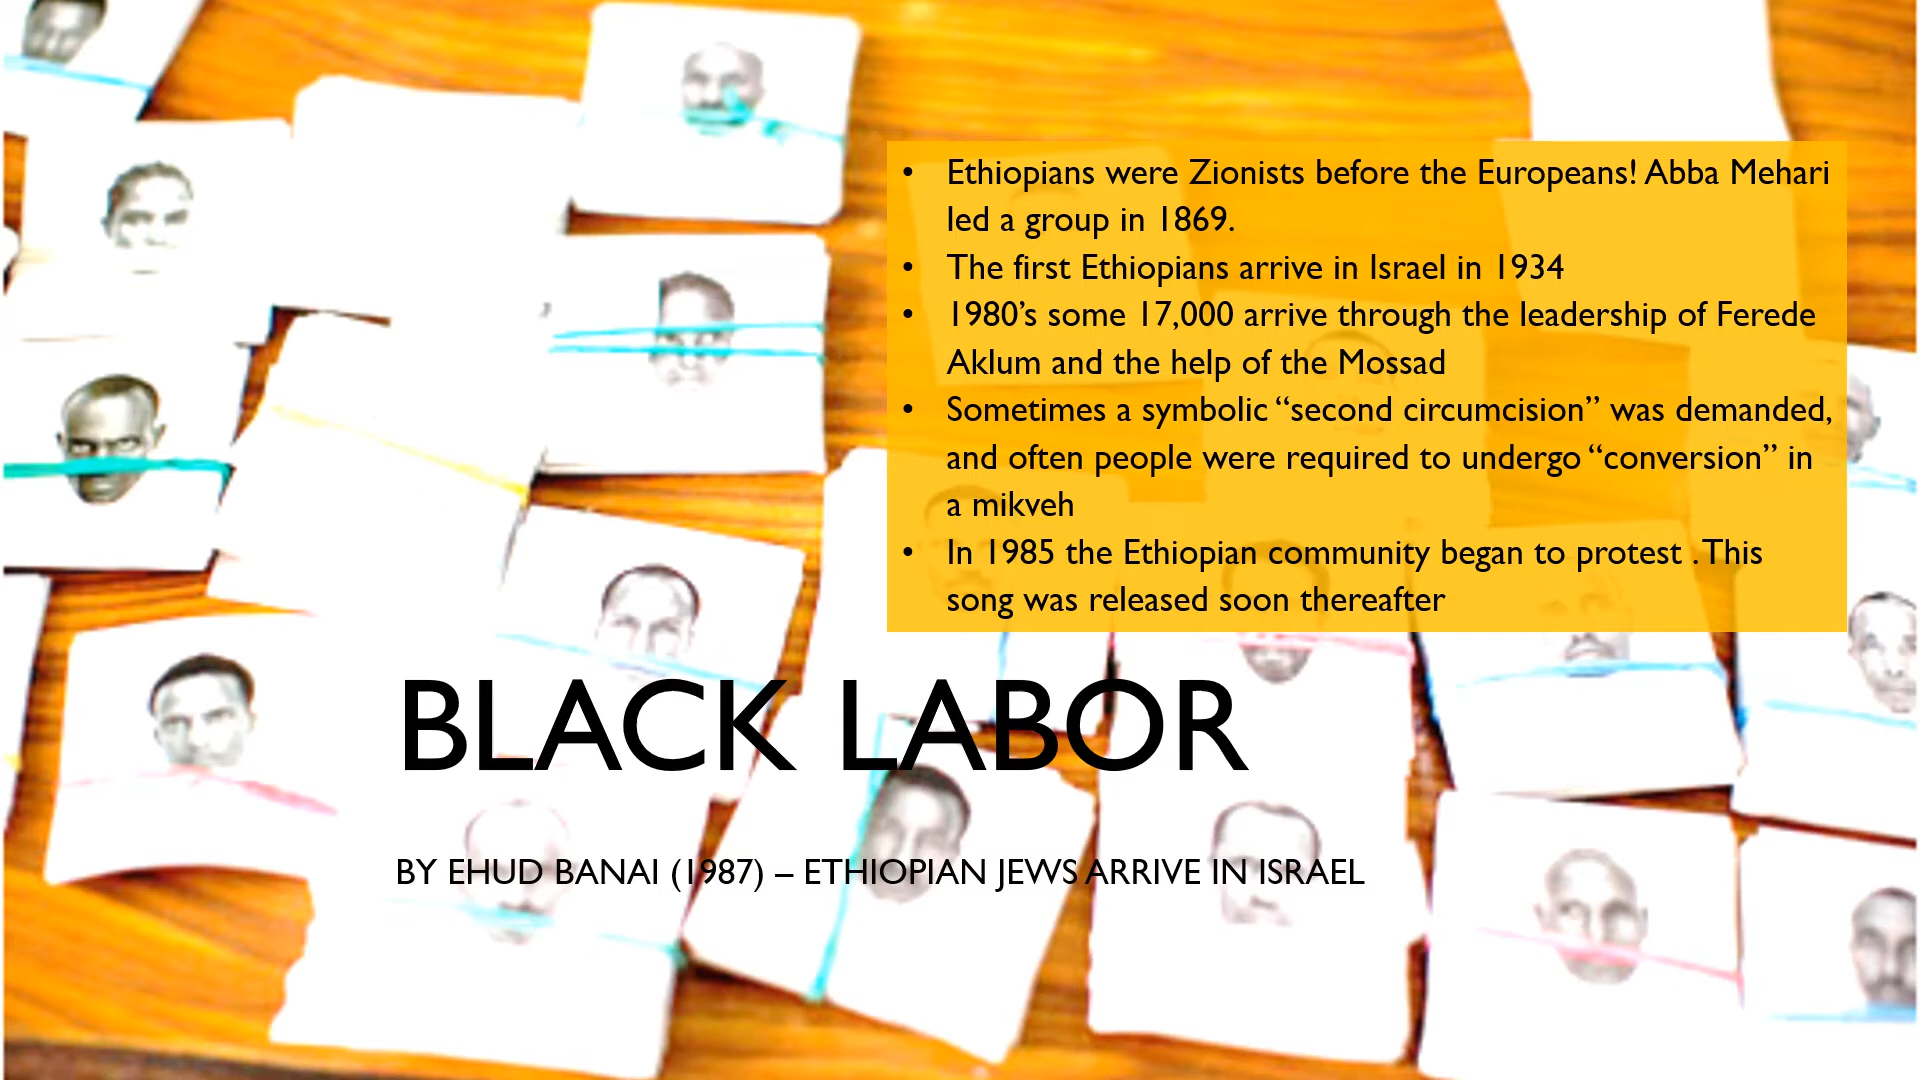 • Ethiopians were Zionists before the Europeans! Abba Mehari
led a group in 1869.
• The first Ethiopians arrive in Israel in 1934
• 1980’s some 17,000 arrive through the leadership of Ferede
Aklum and the help of the Mossad
• Sometimes a symbolic “second circumcision” was demanded,
and often people were required to undergo “conversion” in
a mikveh
• In 1985 the Ethiopian community began to protest . This
song was released soon thereafter
BLACK LABOR
BY EHUD BANAI (1987) – ETHIOPIAN JEWS ARRIVE IN ISRAEL